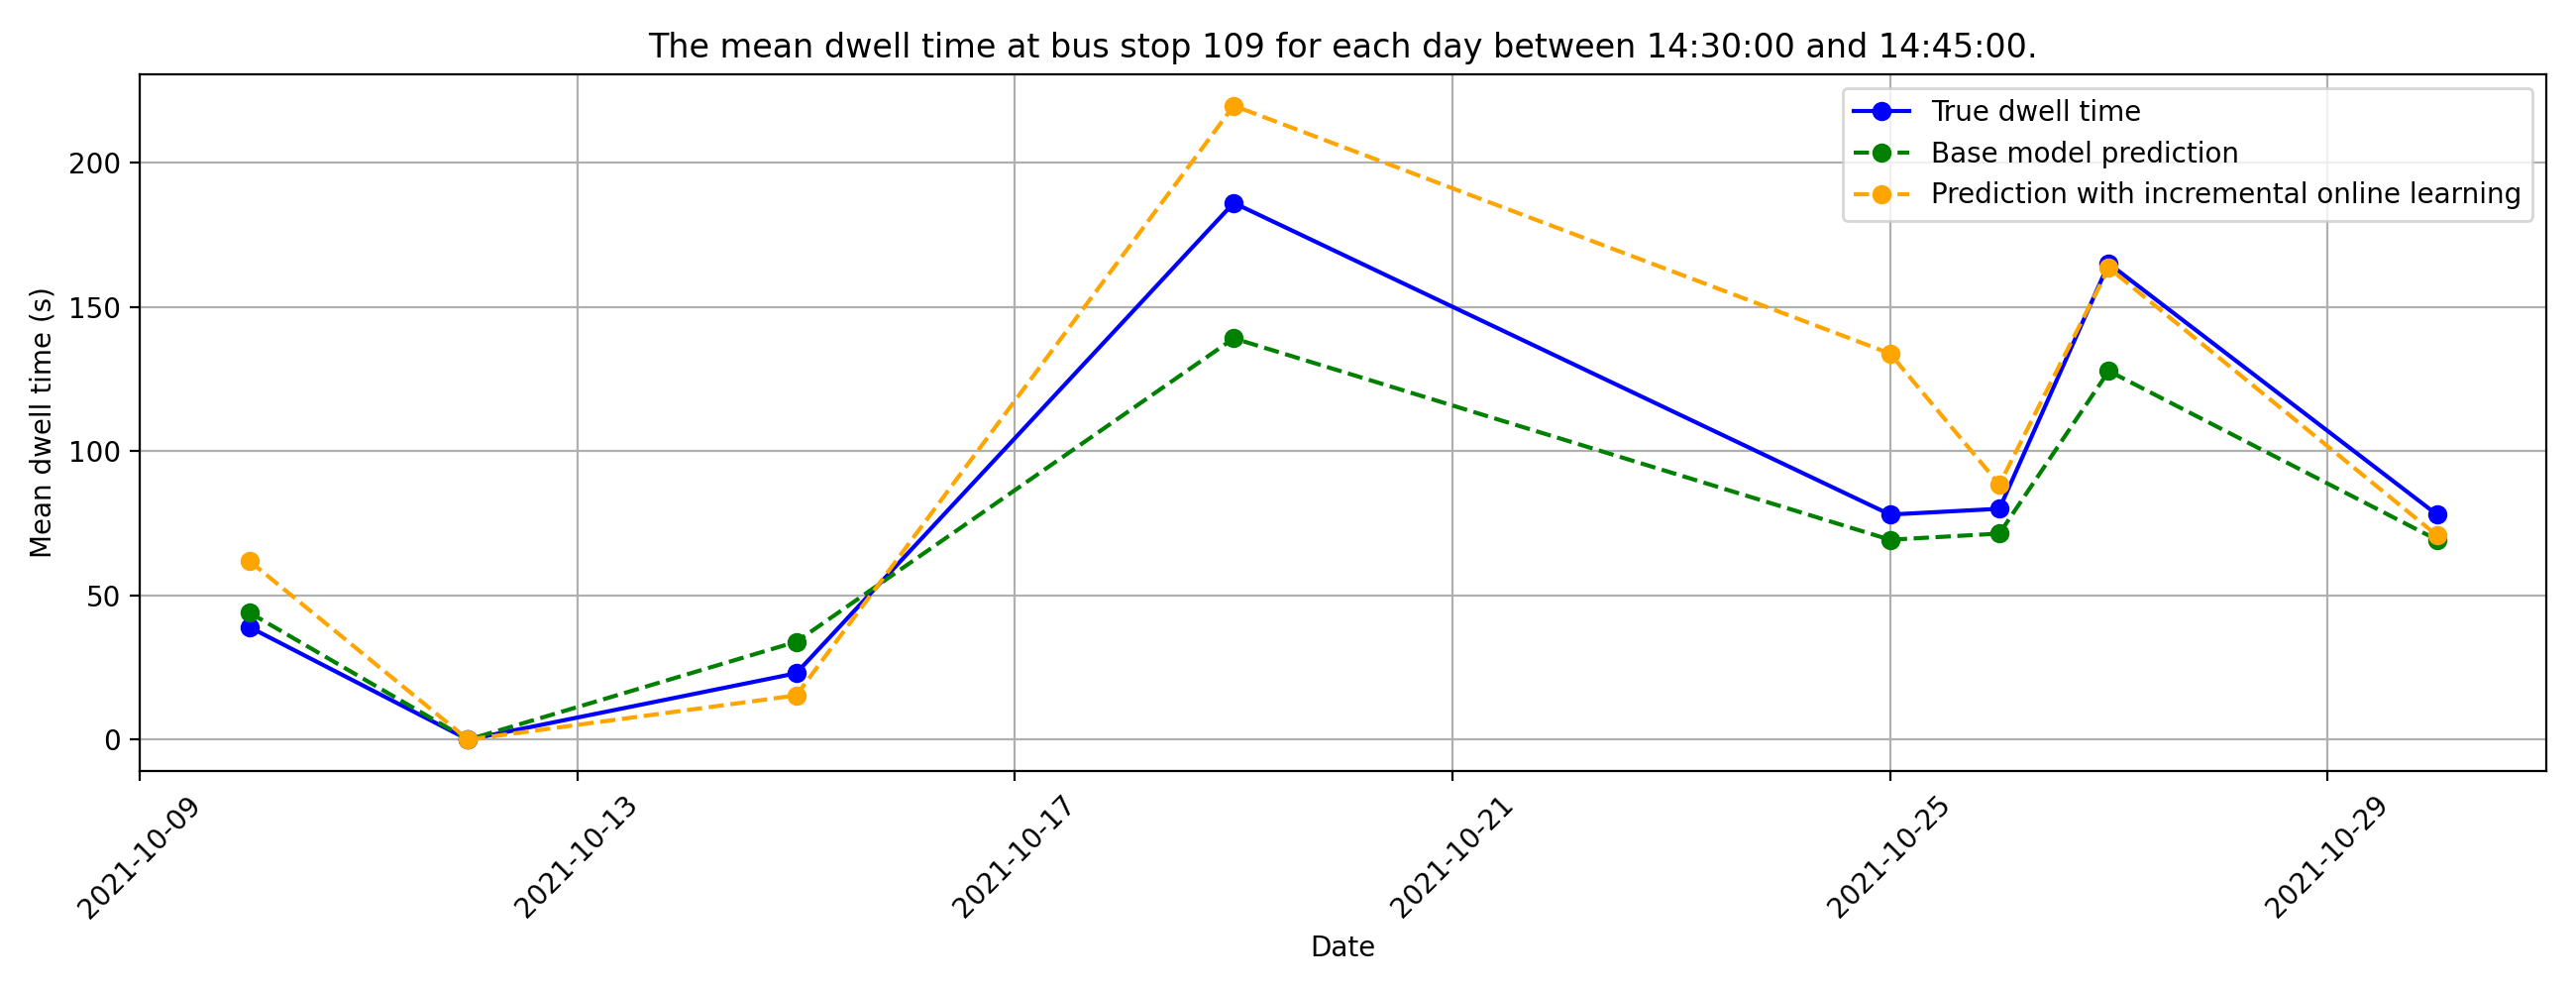 The mean dwell time at bus stop 109 for each day between 14:30:00 and 14:45:00.
True dwell time
Base model prediction
Prediction with incremental online learning
Mean dwell time (s)
200
150
100
50
0
2021-10-09
2021-10-13
2021-10-17
2021-10-21
2021-10-25
2021-10-29
Date